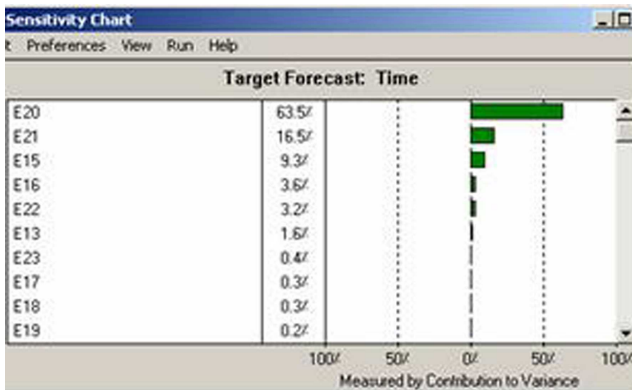 Sensitivity Chart
t Preferences View Run Help
Target Forecast: Time
E20 63.5%
E21 16.5%
E15 9.3%
E16 3.6%
E22 3.2%
E13 1.6%
E23 0.4%
E17 0.3%
E18 0.3%
E19 0.2%
100% 50% 0% 50% 100%
Measured by Contribution to Variance